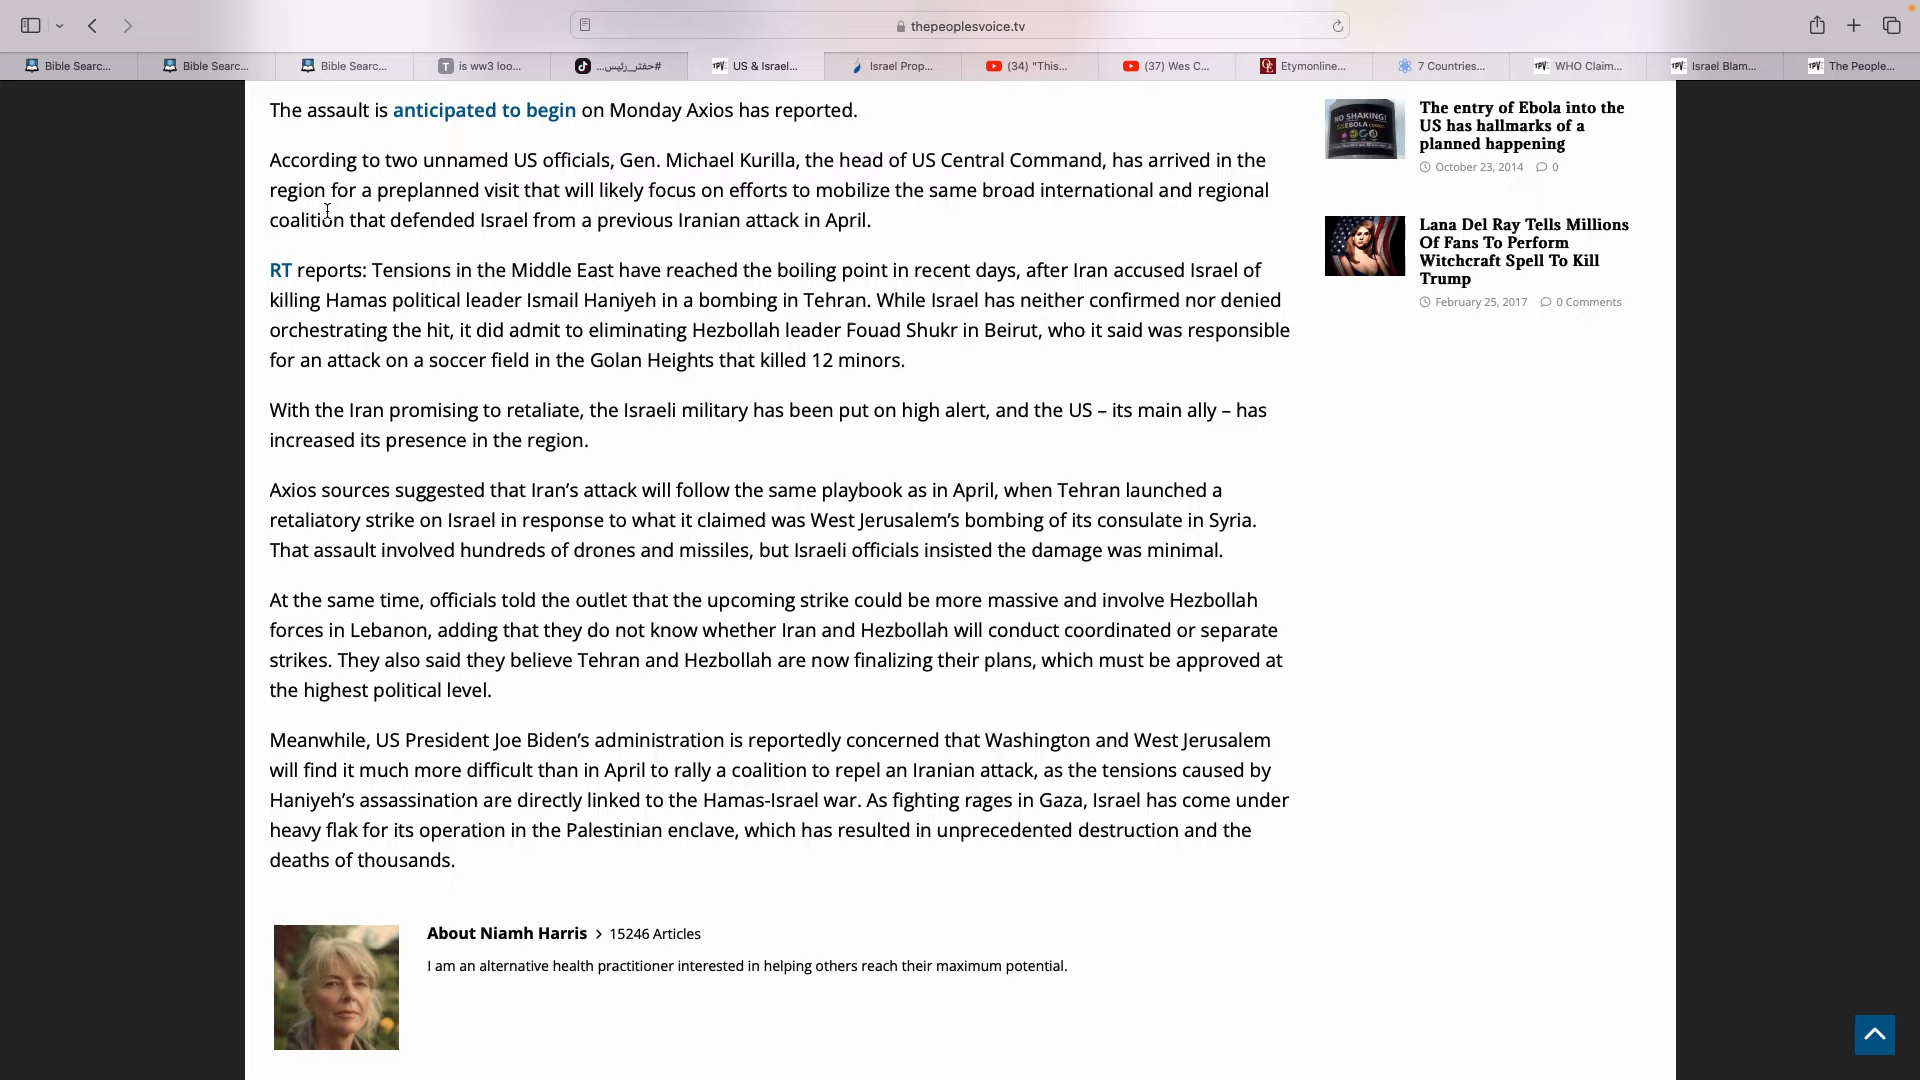 thepeoplesvoice.tv
Bible Searc...
Bible Searc...
Bible Searc...
is ww3 loo...
#حفتر_رئيس...
US & Israel...
Israel Prop...
(34) "This...
(37) Wes C...
Etymonline...
7 Countries...
WHO Claim...
Israel Blam...
The People...
The assault is anticipated to begin on Monday Axios has reported.
According to two unnamed US officials, Gen. Michael Kurilla, the head of US Central Command, has arrived in the
region for a preplanned visit that will likely focus on efforts to mobilize the same broad international and regional
coalition that defended Israel from a previous Iranian attack in April.
RT reports: Tensions in the Middle East have reached the boiling point in recent days, after Iran accused Israel of
killing Hamas political leader Ismail Haniyeh in a bombing in Tehran. While Israel has neither confirmed nor denied
orchestrating the hit, it did admit to eliminating Hezbollah leader Fouad Shukr in Beirut, who it said was responsible
for an attack on a soccer field in the Golan Heights that killed 12 minors.
With the Iran promising to retaliate, the Israeli military has been put on high alert, and the US – its main ally – has
increased its presence in the region.
Axios sources suggested that Iran's attack will follow the same playbook as in April, when Tehran launched a
retaliatory strike on Israel in response to what it claimed was West Jerusalem's bombing of its consulate in Syria.
That assault involved hundreds of drones and missiles, but Israeli officials insisted the damage was minimal.
At the same time, officials told the outlet that the upcoming strike could be more massive and involve Hezbollah
forces in Lebanon, adding that they do not know whether Iran and Hezbollah will conduct coordinated or separate
strikes. They also said they believe Tehran and Hezbollah are now finalizing their plans, which must be approved at
the highest political level.
Meanwhile, US President Joe Biden's administration is reportedly concerned that Washington and West Jerusalem
will find it much more difficult than in April to rally a coalition to repel an Iranian attack, as the tensions caused by
Haniyeh's assassination are directly linked to the Hamas-Israel war. As fighting rages in Gaza, Israel has come under
heavy flak for its operation in the Palestinian enclave, which has resulted in unprecedented destruction and the
deaths of thousands.
About Niamh Harris > 15246 Articles
I am an alternative health practitioner interested in helping others reach their maximum potential.
NO SHAKING!
EBOLA
The entry of Ebola into the
US has hallmarks of a
planned happening
October 23, 2014 0
Lana Del Ray Tells Millions
Of Fans To Perform
Witchcraft Spell To Kill
Trump
February 25, 2017 0 Comments